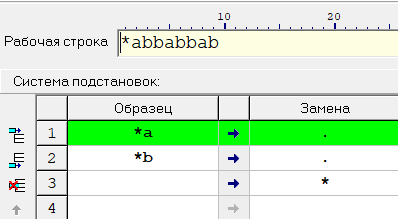 10 20
Рабочая строка *abbabbab
Система подстановок:
Образец Замена
1 *a → .
2 *b → .
3 → *
4 →